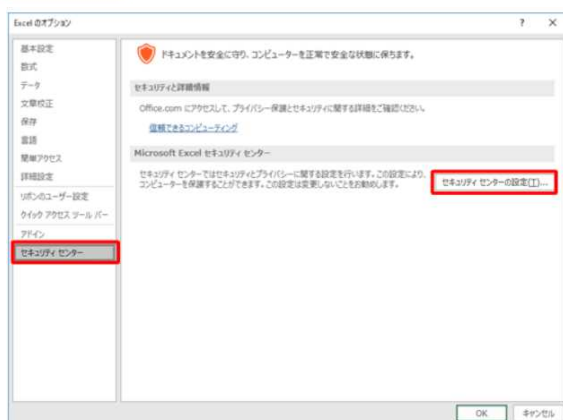 Excel のオプション
? ×
基本設定
数式
データ
文章校正
保存
言語
簡単アクセス
詳細設定
リボンのユーザー設定
クイック アクセス ツール バー
アドイン
セキュリティ センター
ドキュメントを安全に守り、コンピューターを正常で安全な状態に保ちます。
セキュリティと詳細情報
Office.com にアクセスして、プライバシー保護とセキュリティに関する詳細をご確認ください。
信頼できるコンピューティング
Microsoft Excel セキュリティ センター
セキュリティ センターではセキュリティとプライバシーに関する設定を行います。この設定により、
コンピューターを保護することができます。この設定は変更しないことをお勧めします。
セキュリティ センターの設定(T)...
OK
キャンセル